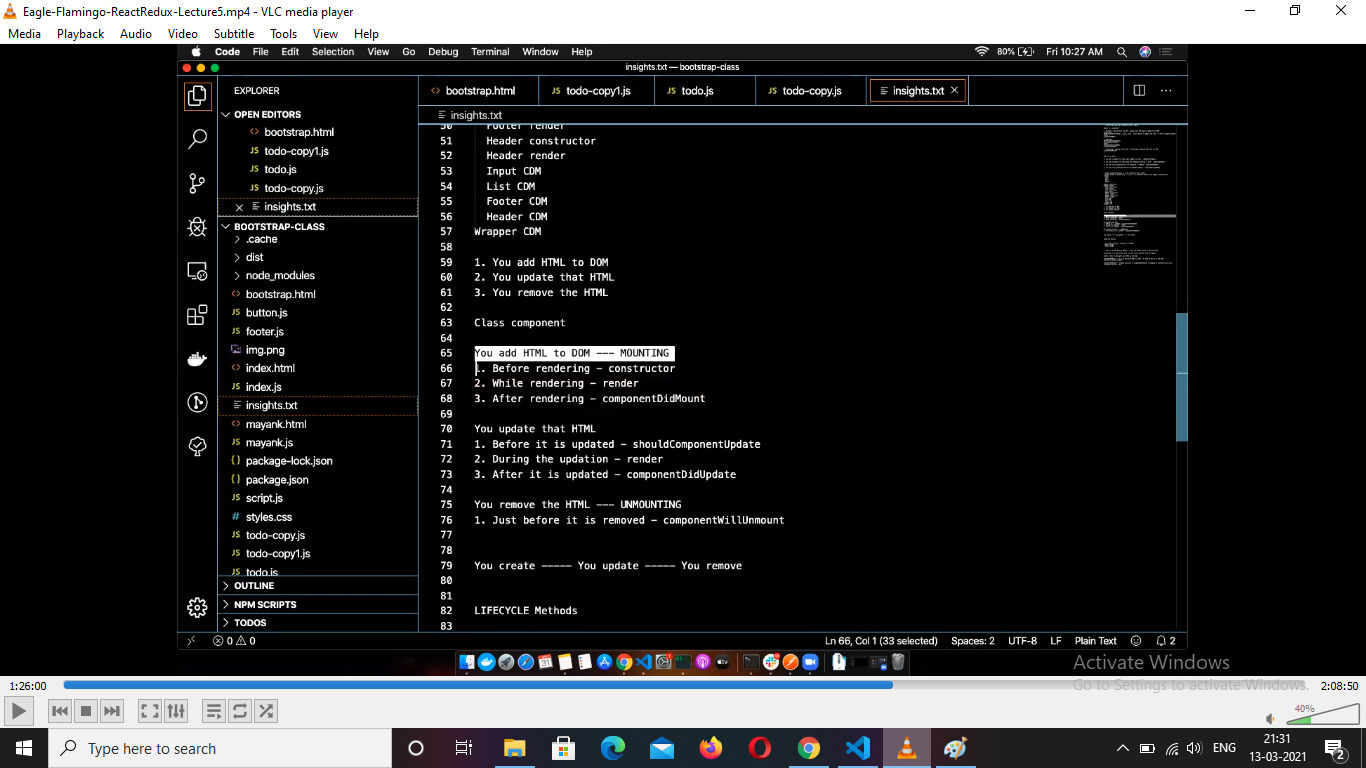 Eagle-Flamingo-ReactRedux-Lecture5.mp4 - VLC media player
Media Playback Audio Video Subtitle Tools View Help
Code File Edit Selection View Go Debug Terminal Window Help 80% Fri 10:27 AM
insights.txt — bootstrap-class
EXPLORER
OPEN EDITORS
<> bootstrap.html
JS todo-copy1.js
JS todo.js
JS todo-copy.js
insights.txt
BOOTSTRAP-CLASS
> .cache
> dist
> node_modules
<> bootstrap.html
JS button.js
JS footer.js
img.png
<> index.html
JS index.js
insights.txt
<> mayank.html
JS mayank.js
{} package-lock.json
{} package.json
JS script.js
# styles.css
JS todo-copy.js
JS todo-copy1.js
JS todo.js
> OUTLINE
> NPM SCRIPTS
> TODOS
<> bootstrap.html JS todo-copy1.js JS todo.js JS todo-copy.js insights.txt
insights.txt
50 Footer render
51 Header constructor
52 Header render
53 Input CDM
54 List CDM
55 Footer CDM
56 Header CDM
57 Wrapper CDM
58
59 1. You add HTML to DOM
60 2. You update that HTML
61 3. You remove the HTML
62
63 Class component
64
65 You add HTML to DOM --- MOUNTING
66 1. Before rendering - constructor
67 2. While rendering - render
68 3. After rendering - componentDidMount
69
70 You update that HTML
71 1. Before it is updated - shouldComponentUpdate
72 2. During the updation - render
73 3. After it is updated - componentDidUpdate
74
75 You remove the HTML --- UNMOUNTING
76 1. Just before it is removed - componentWillUnmount
77
78
79 You create ----- You update ----- You remove
80
81
82 LIFECYCLE Methods
83
0 0 Ln 66, Col 1 (33 selected) Spaces: 2 UTF-8 LF Plain Text 2
Activate Windows
Go to Settings to activate Windows.
1:26:00 2:08:50
40%
Type here to search
ENG 21:31
13-03-2021
2